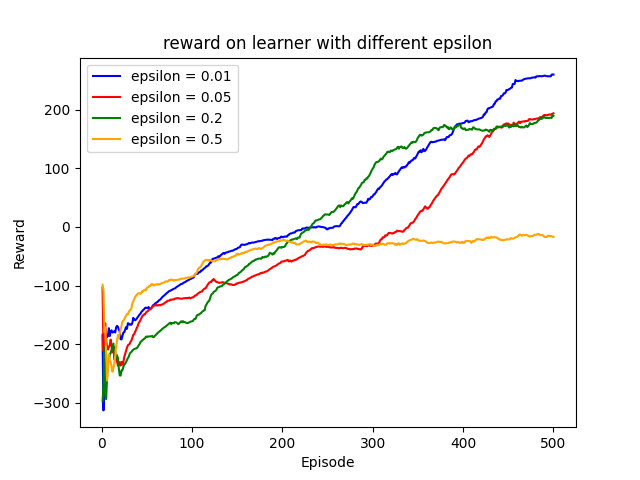 reward on learner with different epsilon
epsilon = 0.01
epsilon = 0.05
epsilon = 0.2
epsilon = 0.5
200
100
0
−100
−200
−300
Reward
0 100 200 300 400 500
Episode